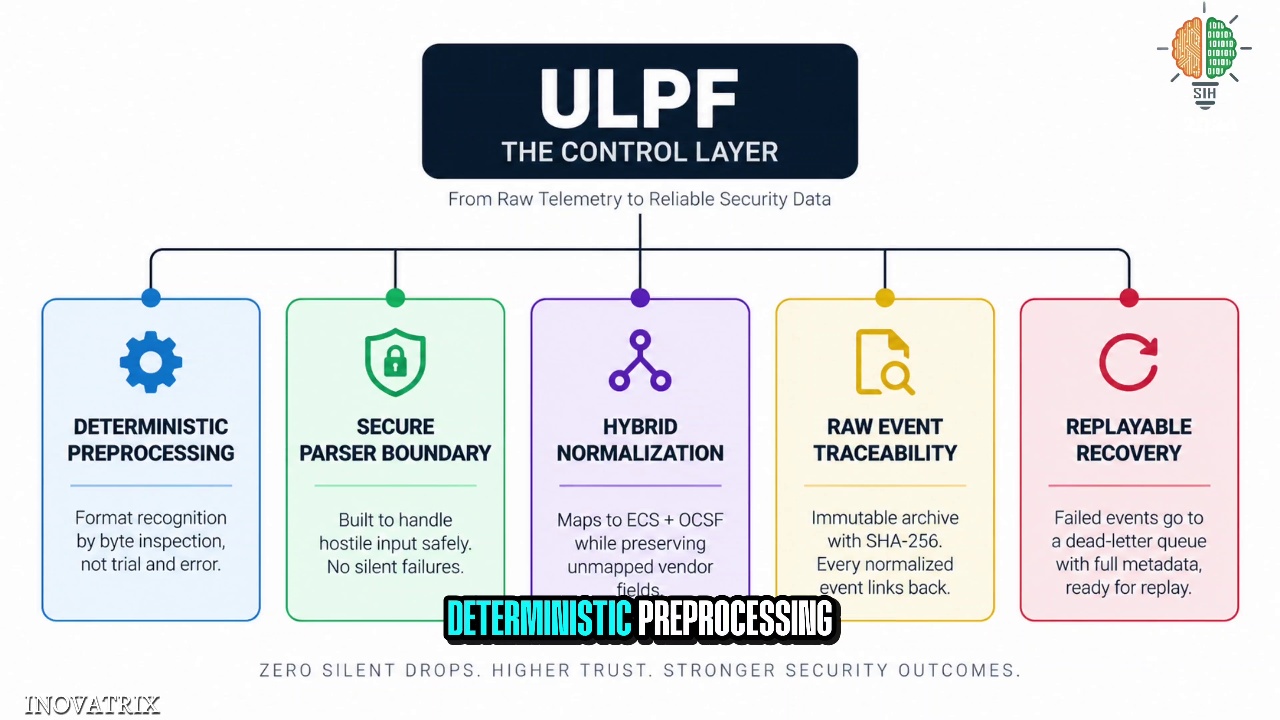 SIH
ULPF
THE CONTROL LAYER
From Raw Telemetry to Reliable Security Data
DETERMINISTIC
PREPROCESSING
Format recognition
by byte inspection,
not trial and error.
SECURE
PARSER BOUNDARY
Built to handle
hostile input safely.
No silent failures.
HYBRID
NORMALIZATION
Maps to ECS + OCSF
while preserving
unmapped vendor
fields.
RAW EVENT
TRACEABILITY
Immutable archive
with SHA-256.
Every normalized
event links back.
REPLAYABLE
RECOVERY
Failed events go to
a dead-letter queue
with full metadata,
ready for replay.
DETERMINISTIC PREPROCESSING
ZERO SILENT DROPS. HIGHER TRUST. STRONGER SECURITY OUTCOMES.
INOVATRIX